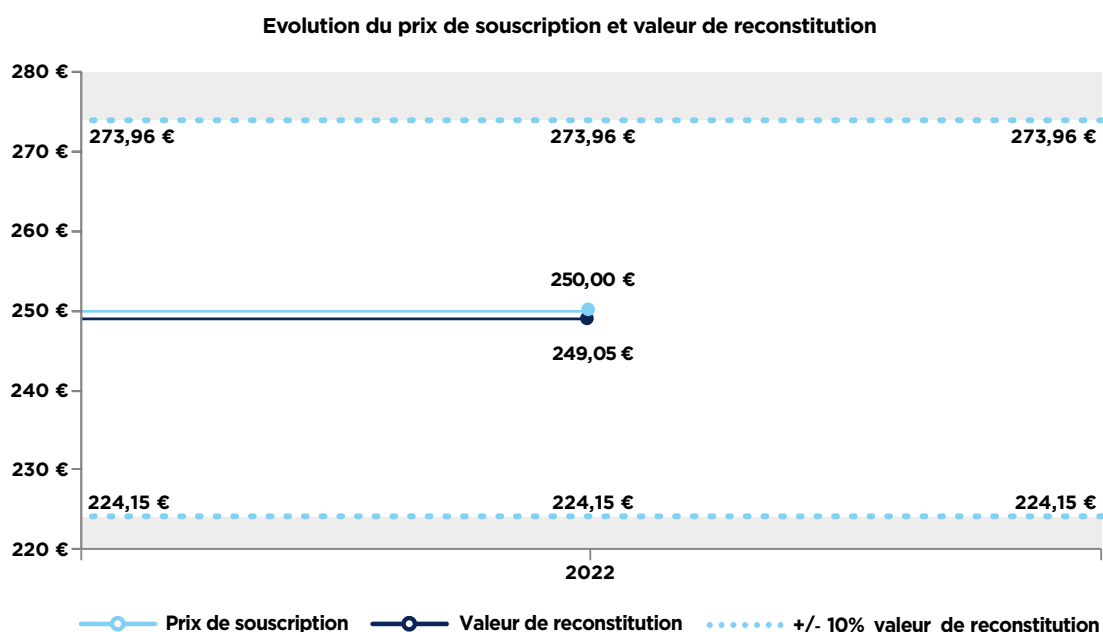 Evolution du prix de souscription et valeur de reconstitution
280 €
273,96 € 273,96 € 273,96 €
270 €
260 €
250,00 €
250 €
249,05 €
240 €
230 €
224,15 € 224,15 € 224,15 €
220 €
2022
Prix de souscription Valeur de reconstitution +/- 10% valeur de reconstitution